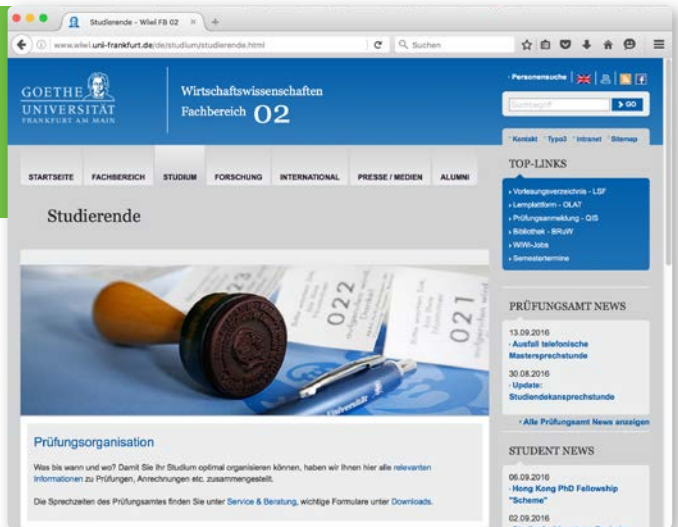 Studierende - Wiwi FB 02
www.wiwi.uni-frankfurt.de/de/studium/studierende.html
Suchen
GOETHE
UNIVERSITÄT
FRANKFURT AM MAIN
Wirtschaftswissenschaften
Fachbereich 02
Personensuche
Suchbegriff
GO
Kontakt Typo3 Intranet Sitemap
STARTSEITE FACHBEREICH STUDIUM FORSCHUNG INTERNATIONAL PRESSE / MEDIEN ALUMNI
Studierende
022
021
Universität
Prüfungsorganisation
Was bis wann und wo? Damit Sie Ihr Studium optimal organisieren können, haben wir Ihnen hier alle relevanten
Informationen zu Prüfungen, Anrechnungen etc. zusammengestellt.
Die Sprechzeiten des Prüfungsamtes finden Sie unter Service & Beratung, wichtige Formulare unter Downloads.
TOP-LINKS
Vorlesungsverzeichnis - LSF
Lernplattform - OLAT
Prüfungsanmeldung - QIS
Bibliothek - BRuW
WiWi-Jobs
Semestertermine
PRÜFUNGSAMT NEWS
13.09.2016
Ausfall telefonische
Mastersprechstunde
30.08.2016
Update:
Studiendekansprechstunde
Alle Prüfungsamt News anzeigen
STUDENT NEWS
06.09.2016
Hong Kong PhD Fellowship
"Scheme"
02.09.2016